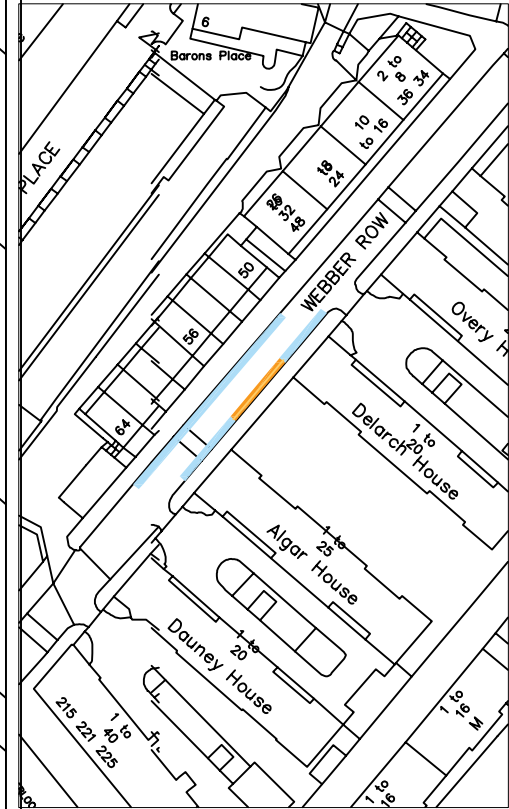 6
Barons Place
PLACE
2 to
8 34
36
10
to 16
18
24
32
48
50
56
64
WEBBER ROW
Overy H
1 to
20
Delarch House
1 to
25
Algar House
1 to
20
Dauney House
1 to
40
215 221 225
1 to
16
M
1 to
16